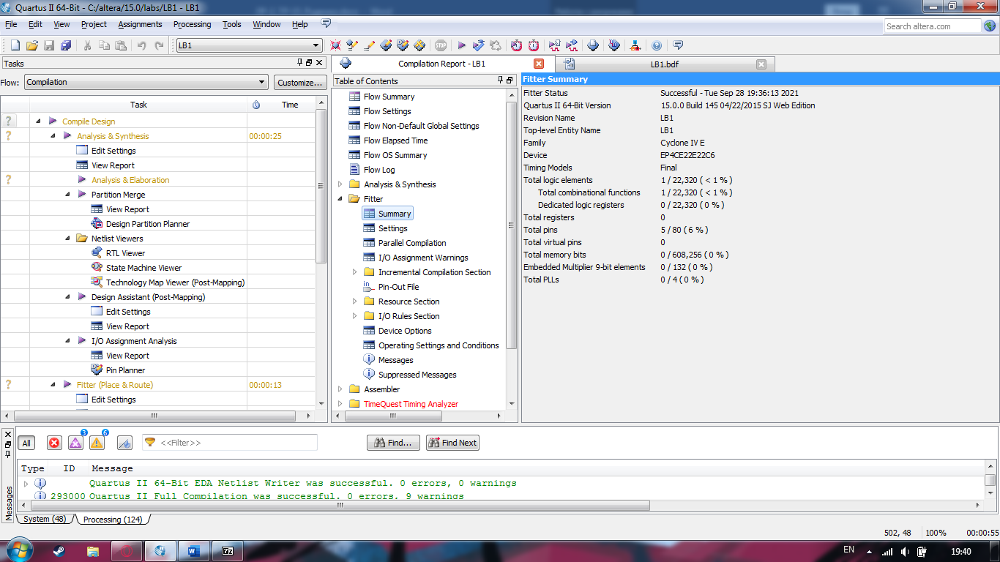 Quartus II 64-Bit - C:/altera/15.0/labs/LB1 - LB1
File Edit View Project Assignments Processing Tools Window Help
Search altera.com
LB1
STOP
Tasks
Flow: Compilation Customize...
Task Time
Compile Design
Analysis & Synthesis 00:00:25
Edit Settings
View Report
Analysis & Elaboration
Partition Merge
View Report
Design Partition Planner
Netlist Viewers
RTL Viewer
State Machine Viewer
Technology Map Viewer (Post-Mapping)
Design Assistant (Post-Mapping)
Edit Settings
View Report
I/O Assignment Analysis
View Report
Pin Planner
Fitter (Place & Route) 00:00:13
Edit Settings
Compilation Report - LB1
LB1.bdf
Table of Contents
Flow Summary
Flow Settings
Flow Non-Default Global Settings
Flow Elapsed Time
Flow OS Summary
Flow Log
Analysis & Synthesis
Fitter
Summary
Settings
Parallel Compilation
I/O Assignment Warnings
Incremental Compilation Section
Pin-Out File
Resource Section
I/O Rules Section
Device Options
Operating Settings and Conditions
Messages
Suppressed Messages
Assembler
TimeQuest Timing Analyzer
Fitter Summary
Fitter Status Successful - Tue Sep 28 19:36:13 2021
Quartus II 64-Bit Version 15.0.0 Build 145 04/22/2015 SJ Web Edition
Revision Name LB1
Top-level Entity Name LB1
Family Cyclone IV E
Device EP4CE22E22C6
Timing Models Final
Total logic elements 1 / 22,320 ( < 1 % )
Total combinational functions 1 / 22,320 ( < 1 % )
Dedicated logic registers 0 / 22,320 ( 0 % )
Total registers 0
Total pins 5 / 80 ( 6 % )
Total virtual pins 0
Total memory bits 0 / 608,256 ( 0 % )
Embedded Multiplier 9-bit elements 0 / 132 ( 0 % )
Total PLLs 0 / 4 ( 0 % )
All 3 6 <<Filter>> Find... Find Next
Type ID Message
Quartus II 64-Bit EDA Netlist Writer was successful. 0 errors, 0 warnings
293000 Quartus II Full Compilation was successful. 0 errors, 9 warnings
Messages
System (48) Processing (124)
502, 48 100% 00:00:55
EN 19:40